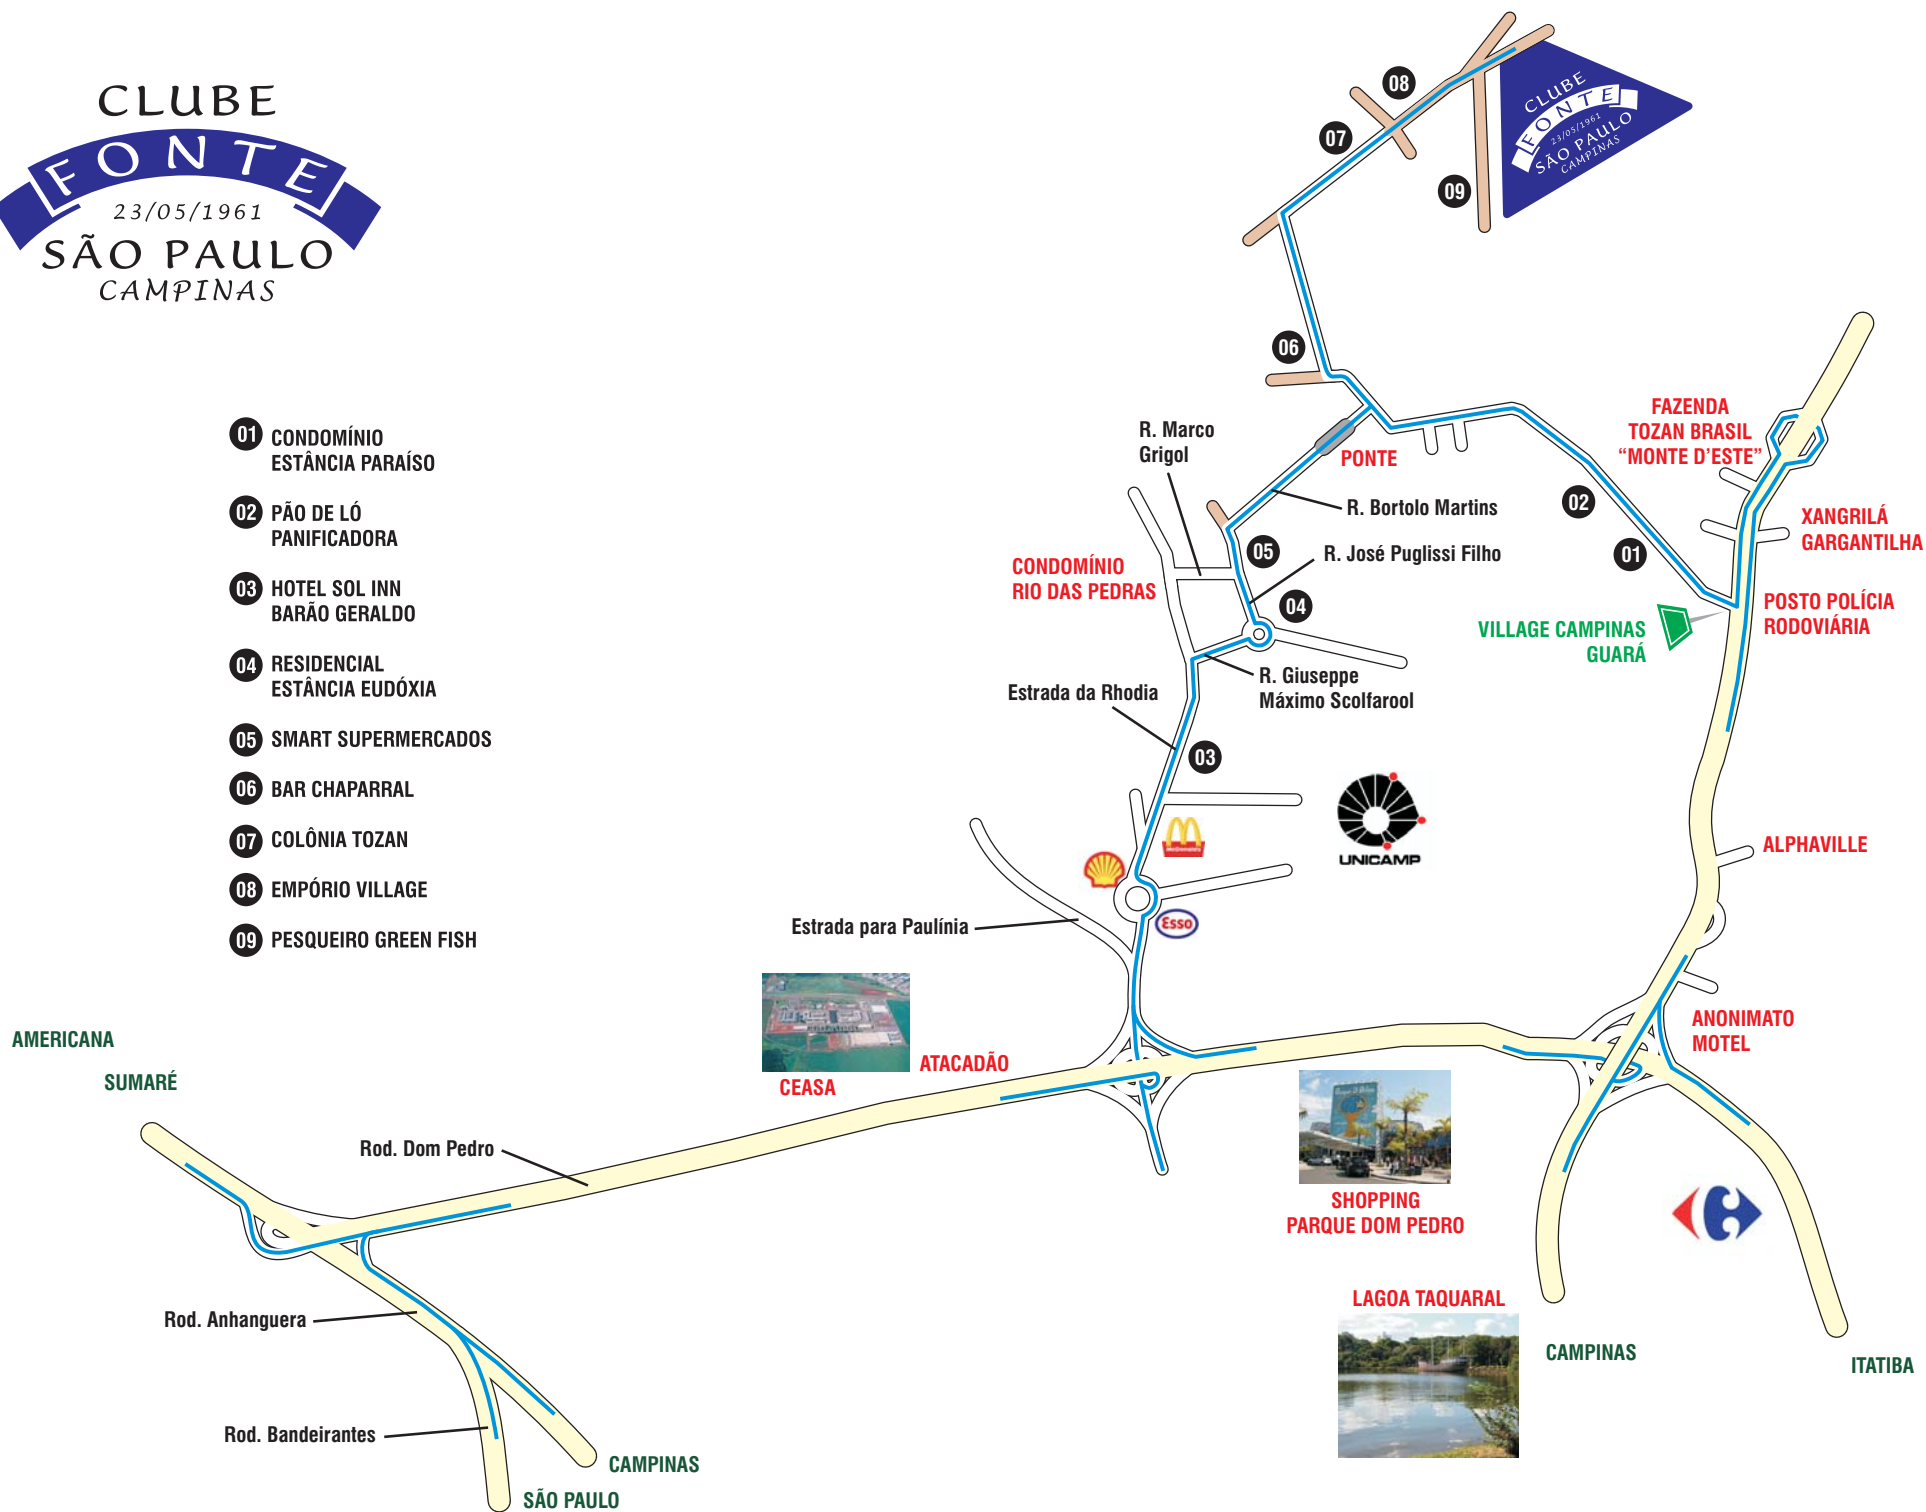 CLUBE
FONTE
23/05/1961
SÃO PAULO
CAMPINAS
CLUBE
FONTE
23/05/1961
SÃO PAULO
CAMPINAS
08
07
09
06
01 CONDOMÍNIO
ESTÂNCIA PARAÍSO
02 PÃO DE LÓ
PANIFICADORA
03 HOTEL SOL INN
BARÃO GERALDO
04 RESIDENCIAL
ESTÂNCIA EUDÓXIA
05 SMART SUPERMERCADOS
06 BAR CHAPARRAL
07 COLÔNIA TOZAN
08 EMPÓRIO VILLAGE
09 PESQUEIRO GREEN FISH
R. Marco
Grigol
PONTE
FAZENDA
TOZAN BRASIL
“MONTE D’ESTE”
R. Bortolo Martins
02
01
XANGRILÁ
GARGANTILHA
CONDOMÍNIO
RIO DAS PEDRAS
05
R. José Puglissi Filho
04
VILLAGE CAMPINAS
GUARÁ
POSTO POLÍCIA
RODOVIÁRIA
R. Giuseppe
Máximo Scolfarool
Estrada da Rhodia
03
McDonald's
UNICAMP
ALPHAVILLE
Esso
Estrada para Paulínia
ANONIMATO
MOTEL
ATACADÃO
CEASA
AMERICANA
SUMARÉ
Rod. Dom Pedro
SHOPPING
PARQUE DOM PEDRO
LAGOA TAQUARAL
Rod. Anhanguera
Rod. Bandeirantes
CAMPINAS
SÃO PAULO
CAMPINAS
ITATIBA